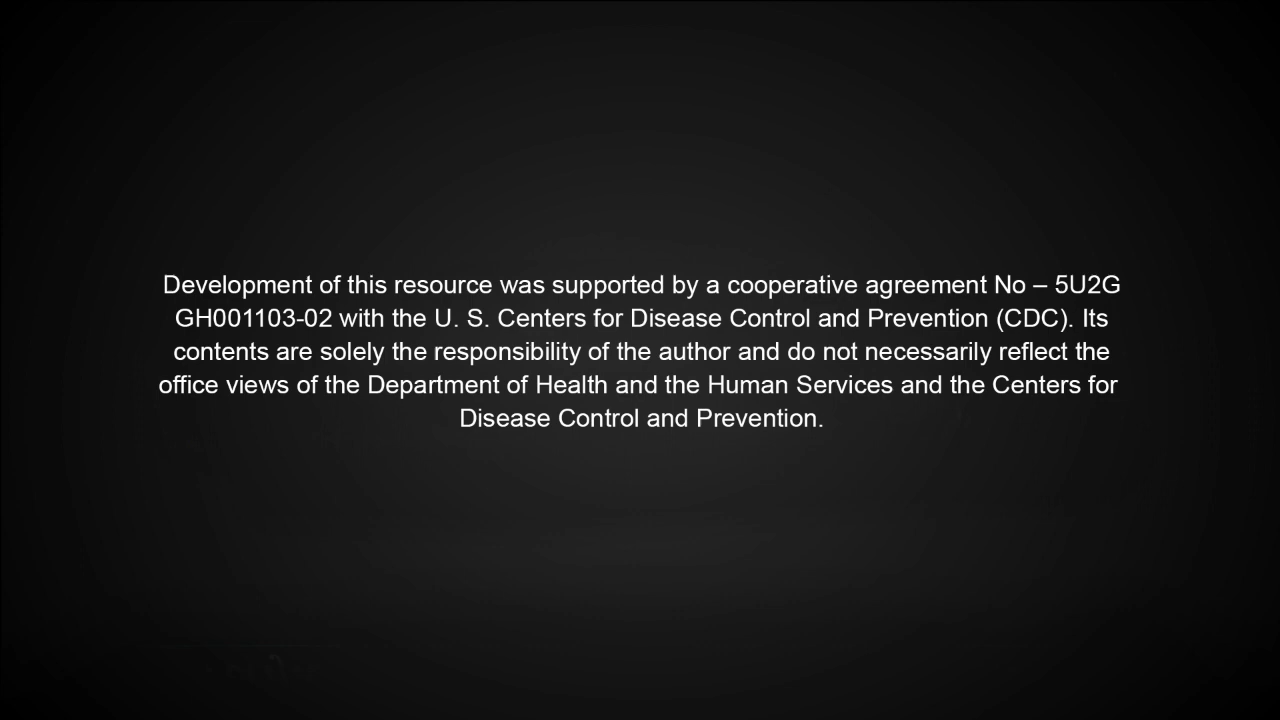 Development of this resource was supported by a cooperative agreement No – 5U2G
GH001103-02 with the U. S. Centers for Disease Control and Prevention (CDC). Its
contents are solely the responsibility of the author and do not necessarily reflect the
office views of the Department of Health and the Human Services and the Centers for
Disease Control and Prevention.